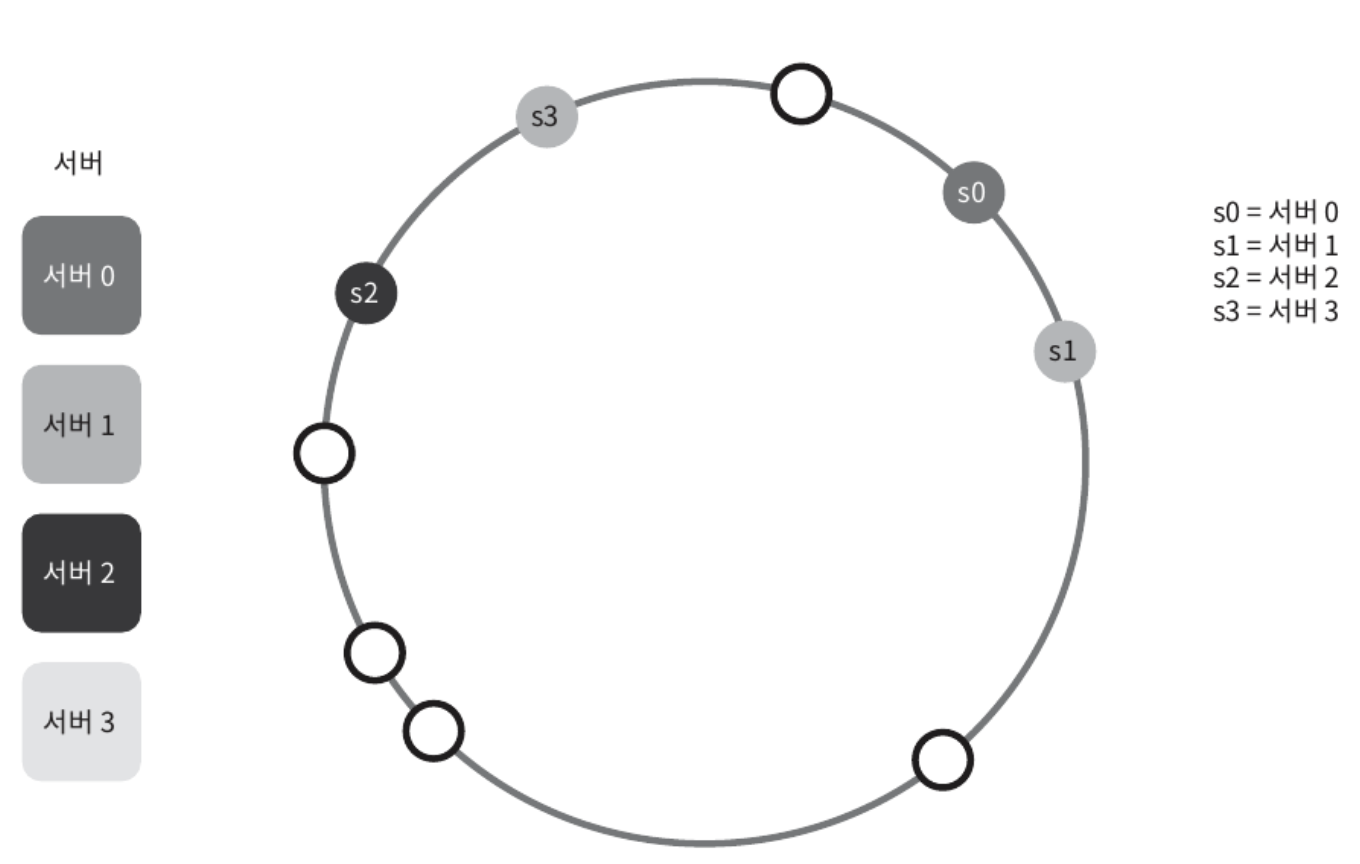 서버
서버 0
서버 1
서버 2
서버 3
s3
s0
s2
s1
s0 = 서버 0
s1 = 서버 1
s2 = 서버 2
s3 = 서버 3